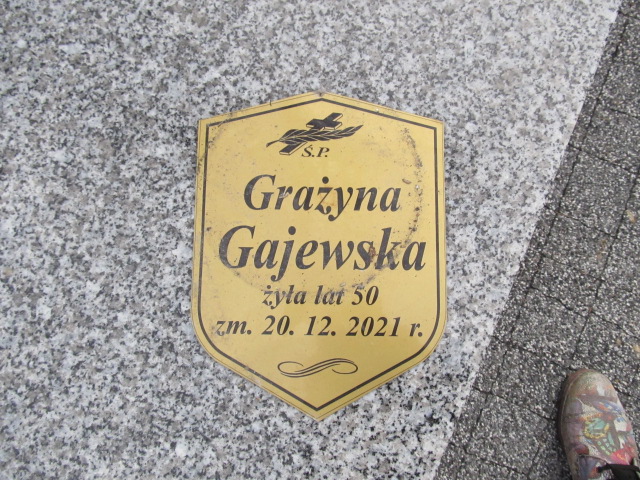 Ś.P.
Grażyna
Gajewska
żyła lat 50
zm. 20. 12. 2021 r.